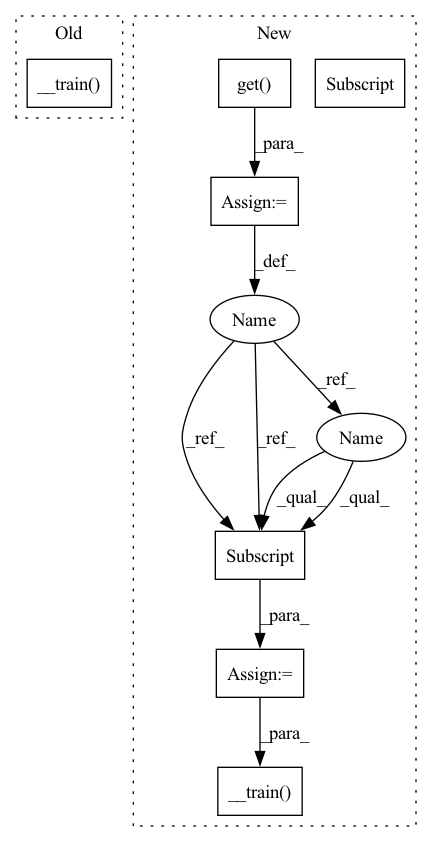 Old
New
__train()
get()
Subscript
_para_
Assign:=
_def_
Name
_ref_
Name
_ref_
_ref_
_qual_
_qual_
Subscript
_para_
Assign:=
_para_
__train()